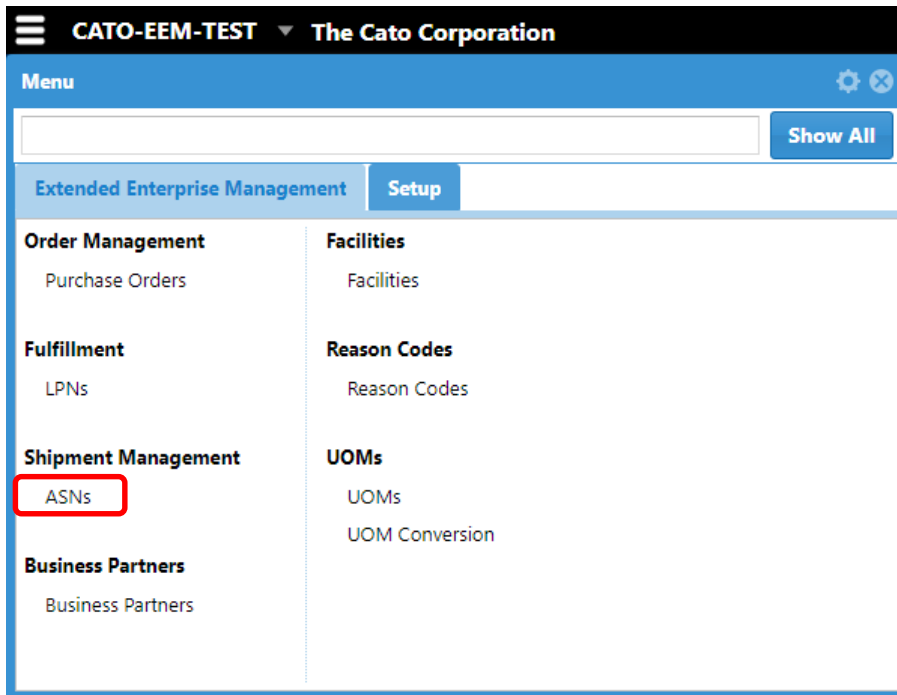 CATO-EEM-TEST The Cato Corporation
Menu
Show All
Extended Enterprise Management Setup
Order Management
Purchase Orders
Fulfillment
LPNs
Shipment Management
ASNs
Business Partners
Business Partners
Facilities
Facilities
Reason Codes
Reason Codes
UOMs
UOMs
UOM Conversion